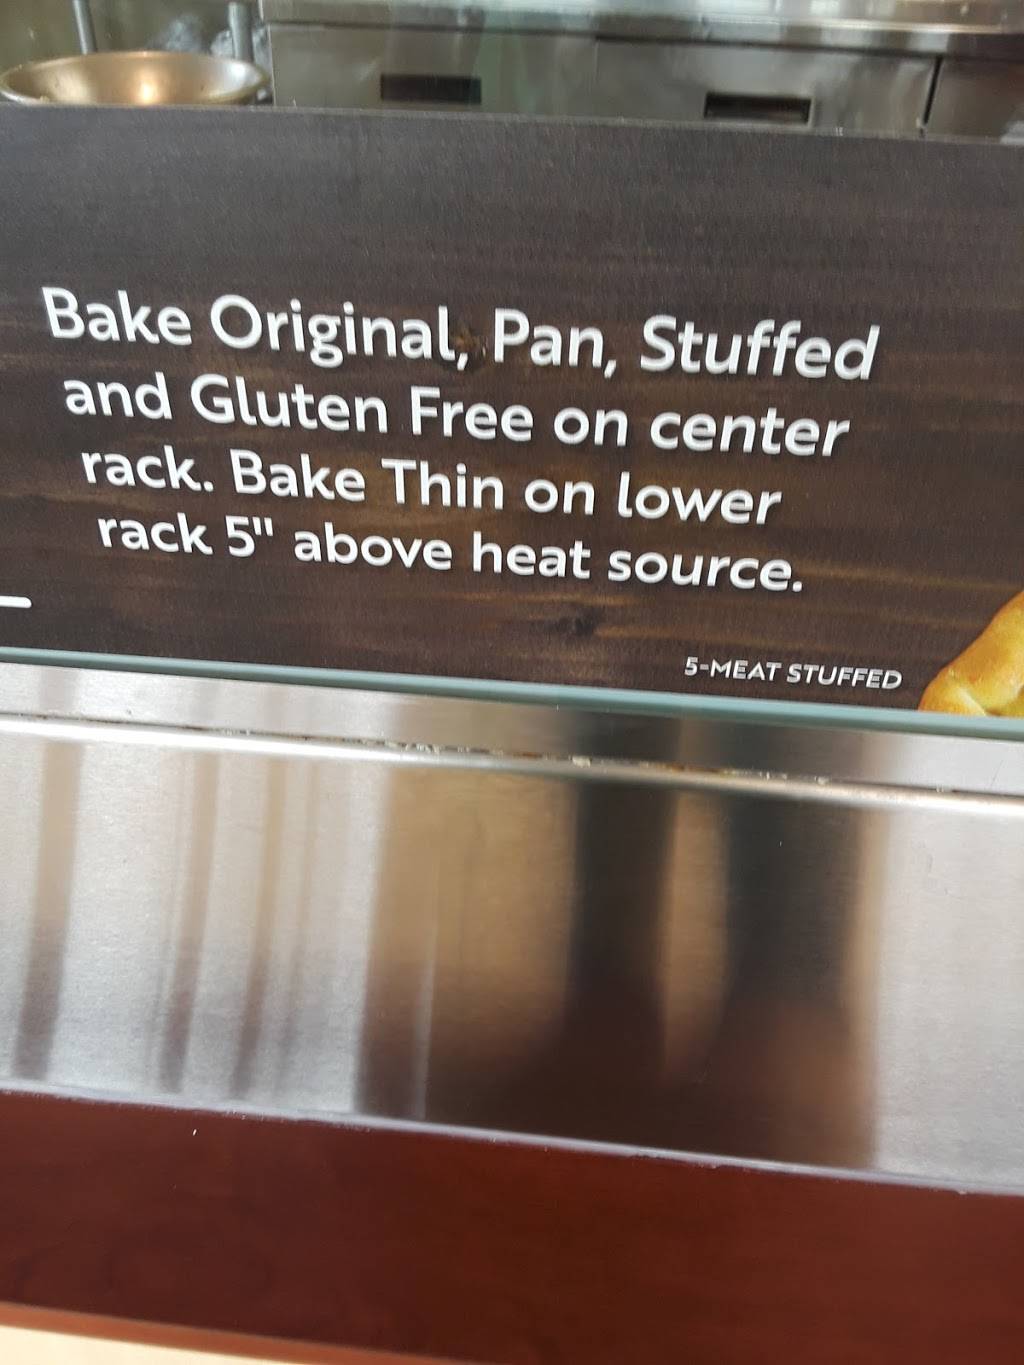 Bake Original, Pan, Stuffed
and Gluten Free on center
rack. Bake Thin on lower
rack 5" above heat source.
5-MEAT STUFFED